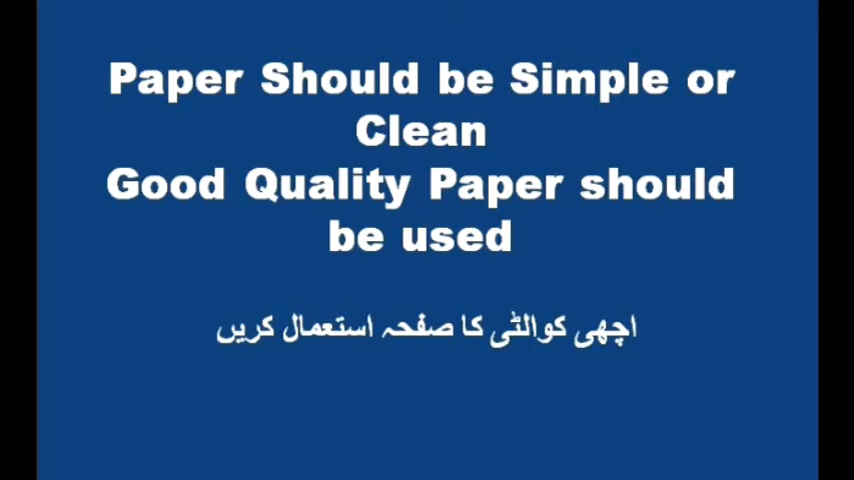 Paper Should be Simple or
Clean
Good Quality Paper should
be used
اچھی کوالٹی کا صفحہ استعمال کریں